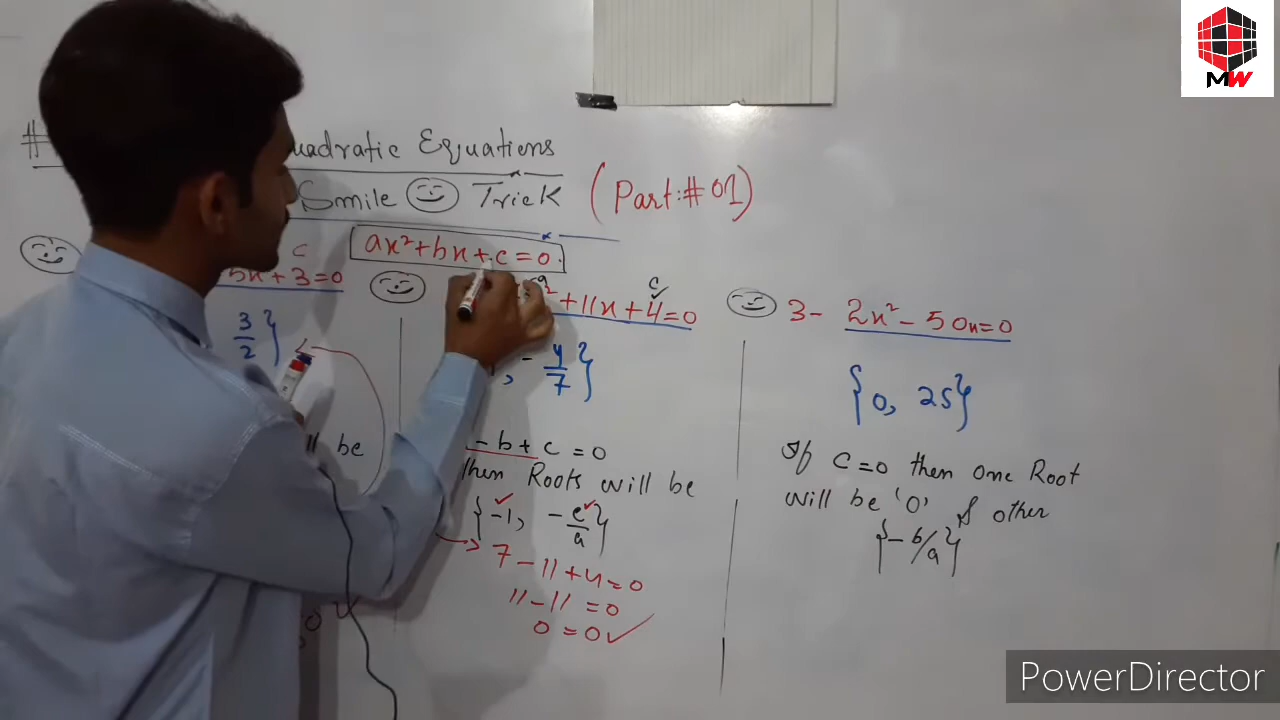 Equations
Smile Trick (Part:# 01)
ax²+bx+c=0.
c
5x+3=0
3/2}
be
a
c
²+11x+4=0
, -4/7}
-b+c=0
then Roots will be
{-1, -c/a}
7-11+4=0
11-11=0
0=0✓
3- 2x²-50x=0
{0, 25}
If c=0 then one Root
will be '0' & other
{-b/a}
MW
PowerDirector